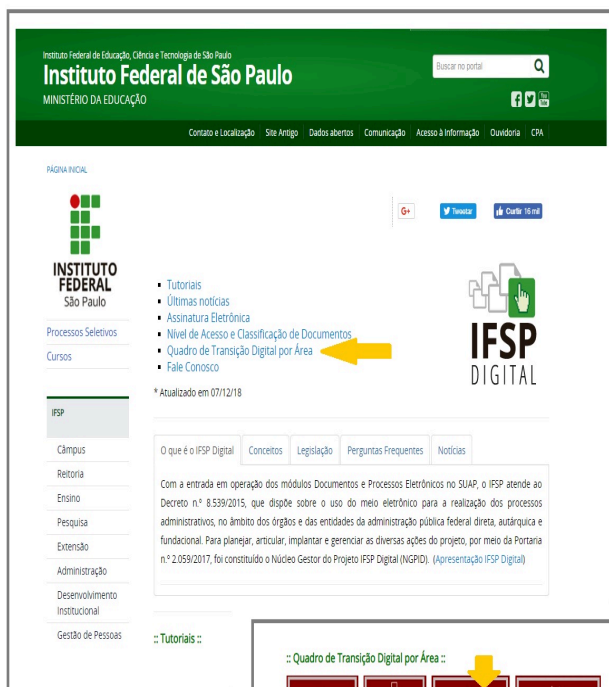 Instituto Federal de Educação, Ciência e Tecnologia de São Paulo
Instituto Federal de São Paulo
MINISTÉRIO DA EDUCAÇÃO
Buscar no portal
Contato e Localização Site Antigo Dados abertos Comunicação Acesso à Informação Ouvidoria CPA
PÁGINA INICIAL
G+ Tweetar Curtir 16 mil
INSTITUTO
FEDERAL
São Paulo
Processos Seletivos
Cursos
IFSP
Câmpus
Reitoria
Ensino
Pesquisa
Extensão
Administração
Desenvolvimento
Institucional
Gestão de Pessoas
Tutoriais
Últimas notícias
Assinatura Eletrônica
Nível de Acesso e Classificação de Documentos
Quadro de Transição Digital por Área
Fale Conosco
* Atualizado em 07/12/18
IFSP
DIGITAL
O que é o IFSP Digital Conceitos Legislação Perguntas Frequentes Notícias
Com a entrada em operação dos módulos Documentos e Processos Eletrônicos no SUAP, o IFSP atende ao
Decreto n.º 8.539/2015, que dispõe sobre o uso do meio eletrônico para a realização dos processos
administrativos, no âmbito dos órgãos e das entidades da administração pública federal direta, autárquica e
fundacional. Para planejar, articular, implantar e gerenciar as diversas ações do projeto, por meio da Portaria
n.º 2.059/2017, foi constituído o Núcleo Gestor do Projeto IFSP Digital (NGPID). (Apresentação IFSP Digital)
:: Tutoriais ::
:: Quadro de Transição Digital por Área ::